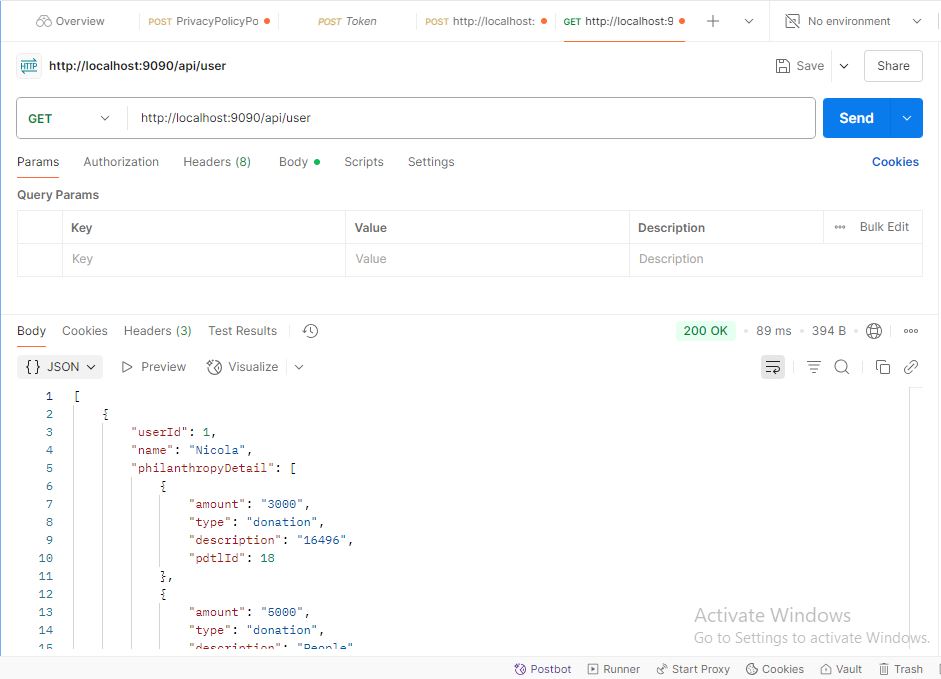 Overview POST PrivacyPolicyPo POST Token POST http://localhost: GET http://localhost:9 No environment
HTTP http://localhost:9090/api/user Save Share
GET http://localhost:9090/api/user Send
Params Authorization Headers (8) Body Scripts Settings Cookies
Query Params
Key Value Description Bulk Edit
Key Value Description
Body Cookies Headers (3) Test Results 200 OK 89 ms 394 B
{} JSON Preview Visualize
1 [
2 {
3 "userId": 1,
4 "name": "Nicola",
5 "philanthropyDetail": [
6 {
7 "amount": "3000",
8 "type": "donation",
9 "description": "16496",
10 "pdtlId": 18
11 },
12 {
13 "amount": "5000",
14 "type": "donation",
15 "description": "People"
Activate Windows
Go to Settings to activate Windows.
Postbot Runner Start Proxy Cookies Vault Trash